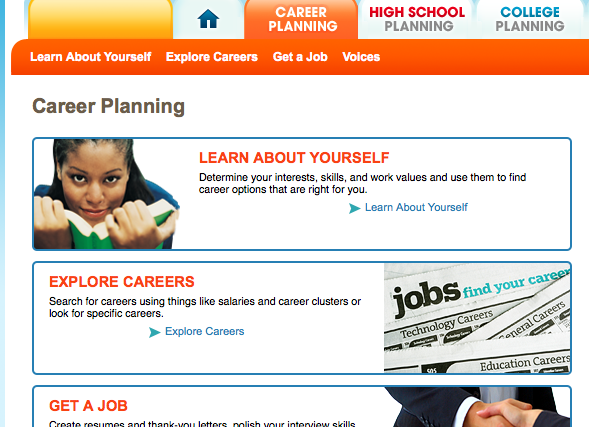 CAREER
PLANNING
HIGH SCHOOL
PLANNING
COLLEGE
PLANNING
Learn About Yourself Explore Careers Get a Job Voices
Career Planning
LEARN ABOUT YOURSELF
Determine your interests, skills, and work values and use them to find
career options that are right for you.
Learn About Yourself
EXPLORE CAREERS
Search for careers using things like salaries and career clusters or
look for specific careers.
Explore Careers
jobs find your career
Technology Careers
General Careers
505 Education Careers
GET A JOB
Create resumes and thank-you letters, polish your interview skills,